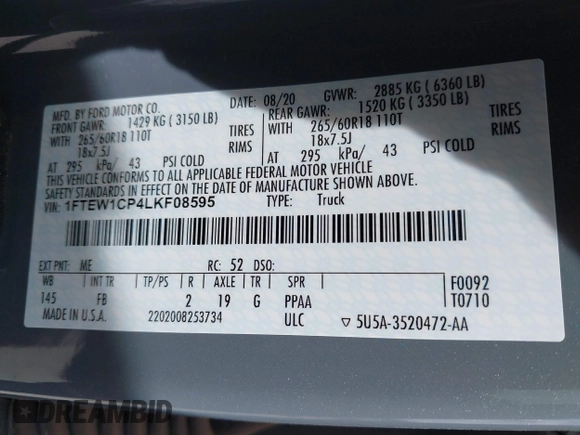 MFD. BY FORD MOTOR CO.
DATE: 08/20 GVWR: 2885 KG ( 6360 LB)
FRONT GAWR: 1429 KG ( 3150 LB) REAR GAWR: 1520 KG ( 3350 LB)
WITH 265/60R18 110T TIRES WITH 265/60R18 110T TIRES
18x7.5J RIMS 18x7.5J RIMS
AT 295 kPa/ 43 PSI COLD AT 295 kPa/ 43 PSI COLD
THIS VEHICLE CONFORMS TO ALL APPLICABLE FEDERAL MOTOR VEHICLE
SAFETY STANDARDS IN EFFECT ON THE DATE OF MANUFACTURE SHOWN ABOVE.
VIN: 1FTEW1CP4LKF08595 TYPE: Truck
EXT PNT: ME RC: 52 DSO:
WB INT TR TP/PS R AXLE TR SPR F0092
145 FB 2 19 G PPAA T0710
MADE IN U.S.A. 2202008253734 ULC ▽ 5U5A-3520472-AA
DREAMBID